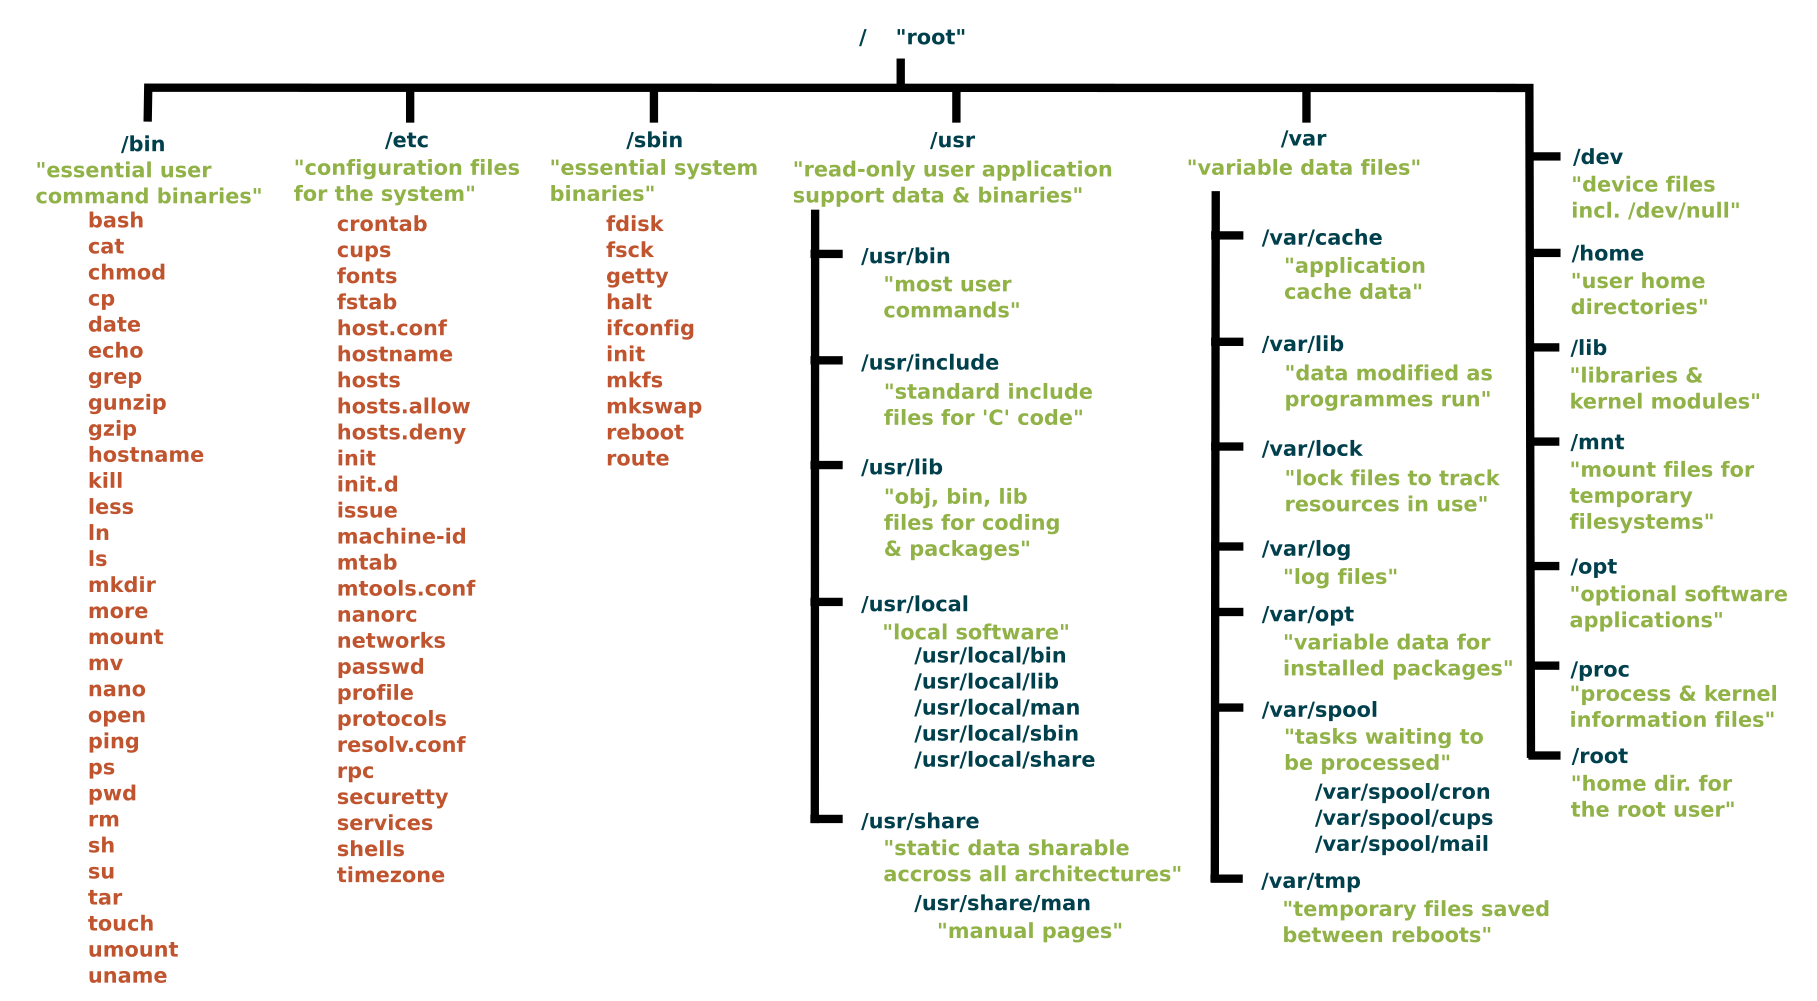 / "root"
/bin
"essential user
command binaries"
bash
cat
chmod
cp
date
echo
grep
gunzip
gzip
hostname
kill
less
ln
ls
mkdir
more
mount
mv
nano
open
ping
ps
pwd
rm
sh
su
tar
touch
umount
uname
/etc
"configuration files
for the system"
crontab
cups
fonts
fstab
host.conf
hostname
hosts
hosts.allow
hosts.deny
init
init.d
issue
machine-id
mtab
mtools.conf
nanorc
networks
passwd
profile
protocols
resolv.conf
rpc
securetty
services
shells
timezone
/sbin
"essential system
binaries"
fdisk
fsck
getty
halt
ifconfig
init
mkfs
mkswap
reboot
route
/usr
"read-only user application
support data & binaries"
/usr/bin
"most user
commands"
/usr/include
"standard include
files for 'C' code"
/usr/lib
"obj, bin, lib
files for coding
& packages"
/usr/local
"local software"
/usr/local/bin
/usr/local/lib
/usr/local/man
/usr/local/sbin
/usr/local/share
/usr/share
"static data sharable
accross all architectures"
/usr/share/man
"manual pages"
/var
"variable data files"
/var/cache
"application
cache data"
/var/lib
"data modified as
programmes run"
/var/lock
"lock files to track
resources in use"
/var/log
"log files"
/var/opt
"variable data for
installed packages"
/var/spool
"tasks waiting to
be processed"
/var/spool/cron
/var/spool/cups
/var/spool/mail
/var/tmp
"temporary files saved
between reboots"
/dev
"device files
incl. /dev/null"
/home
"user home
directories"
/lib
"libraries &
kernel modules"
/mnt
"mount files for
temporary
filesystems"
/opt
"optional software
applications"
/proc
"process & kernel
information files"
/root
"home dir. for
the root user"